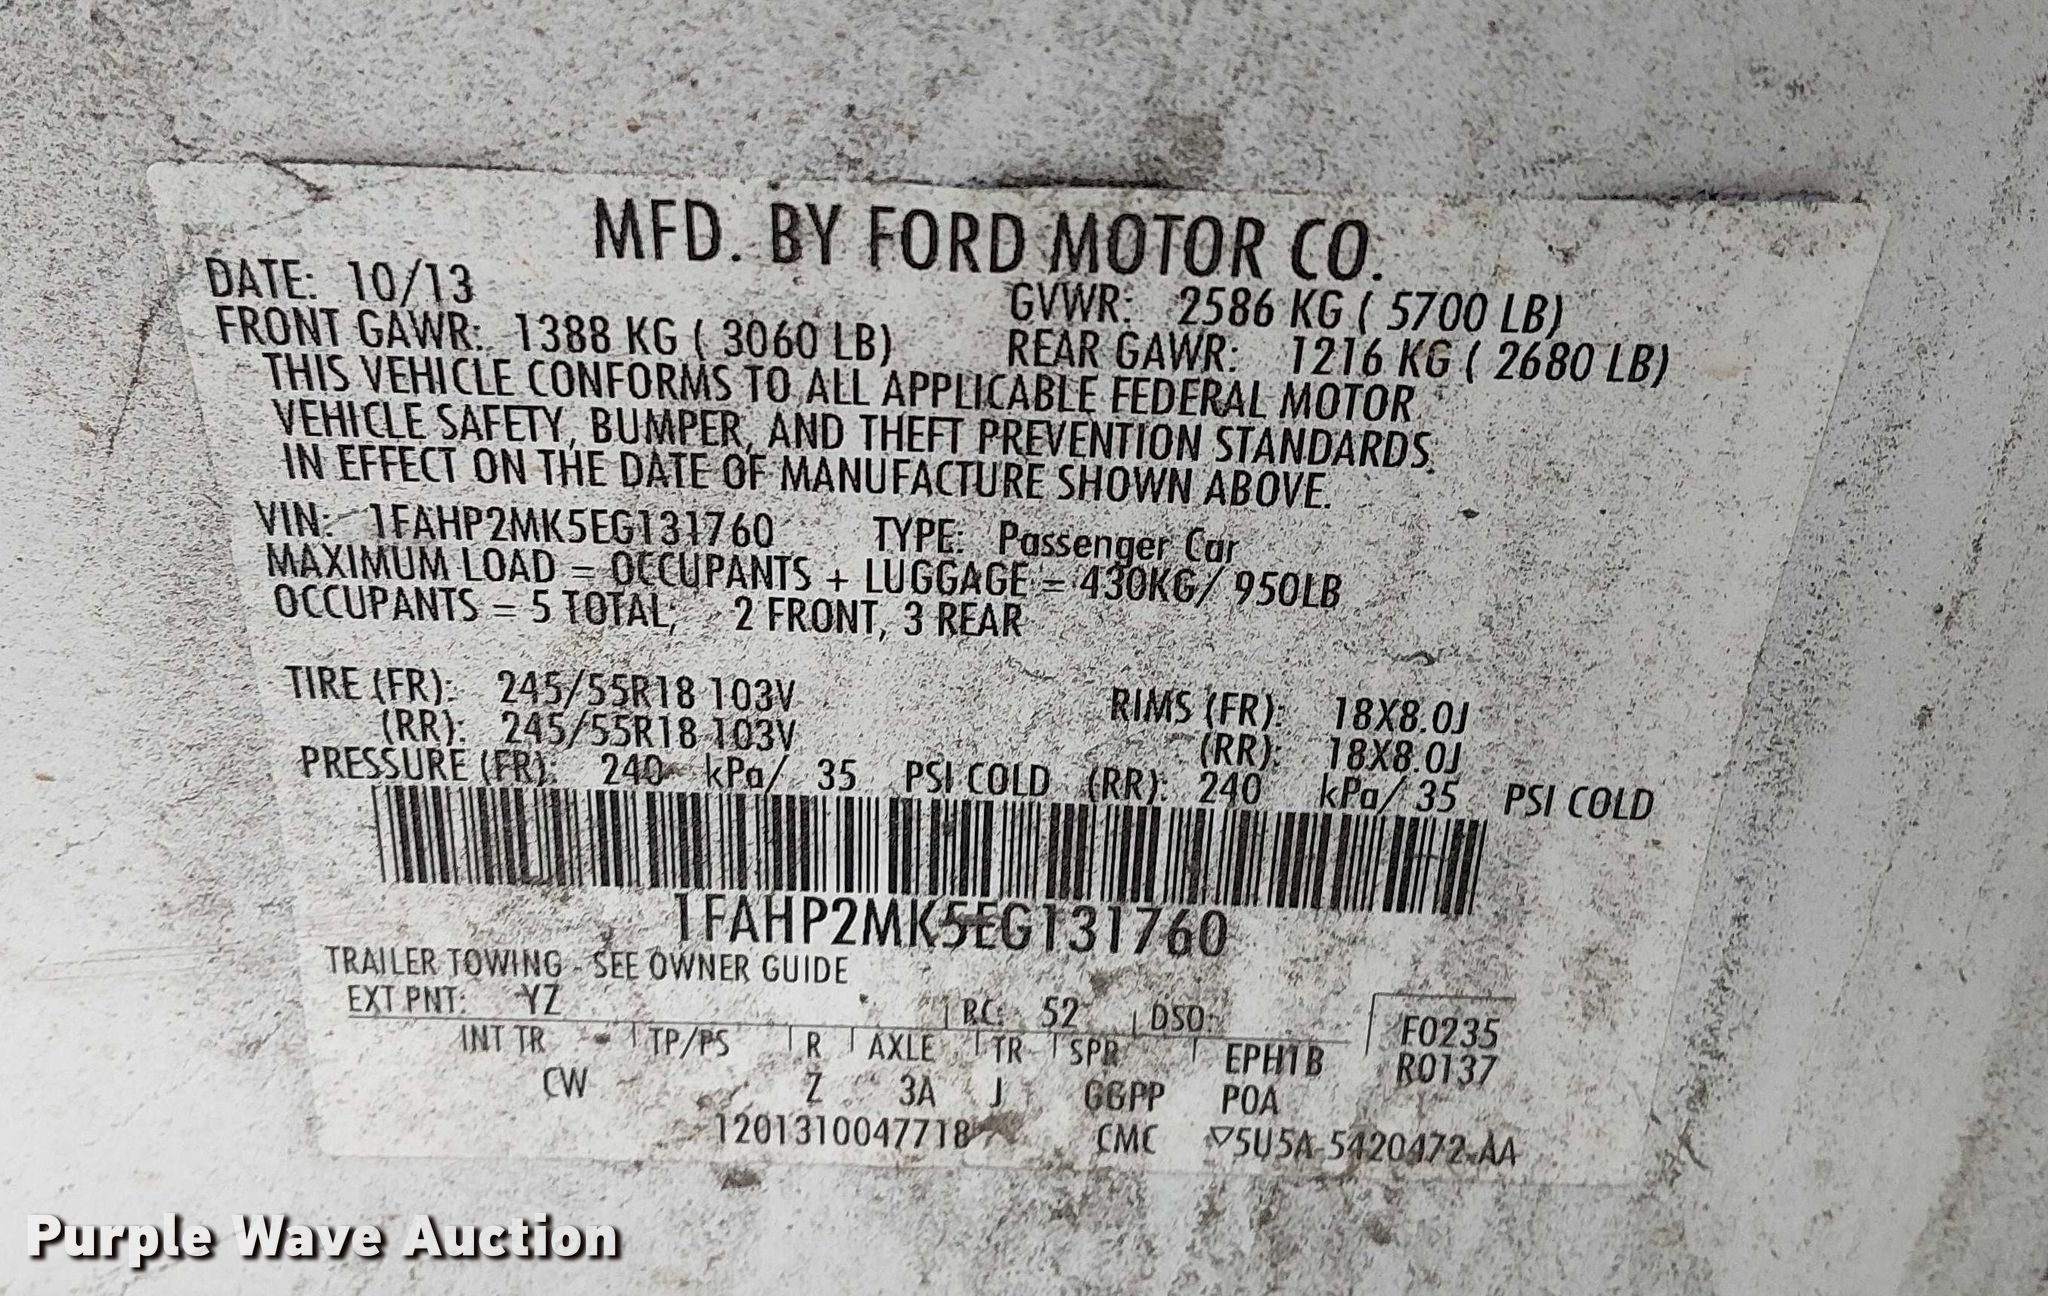 MFD. BY FORD MOTOR CO.
DATE: 10/13 GVWR: 2586 KG ( 5700 LB)
FRONT GAWR: 1388 KG ( 3060 LB) REAR GAWR: 1216 KG ( 2680 LB)
THIS VEHICLE CONFORMS TO ALL APPLICABLE FEDERAL MOTOR
VEHICLE SAFETY, BUMPER, AND THEFT PREVENTION STANDARDS
IN EFFECT ON THE DATE OF MANUFACTURE SHOWN ABOVE.
VIN: 1FAHP2MK5EG131760 TYPE: Passenger Car
MAXIMUM LOAD = OCCUPANTS + LUGGAGE = 430KG/ 950LB
OCCUPANTS = 5 TOTAL; 2 FRONT, 3 REAR
TIRE (FR): 245/55R18 103V RIMS (FR): 18X8.0J
(RR): 245/55R18 103V (RR): 18X8.0J
PRESSURE (FR): 240 kPa/ 35 PSI COLD (RR): 240 kPa/ 35 PSI COLD
1FAHP2MK5EG131760
TRAILER TOWING - SEE OWNER GUIDE
EXT PNT: YZ RC: 52 DSO: F0235
INT TR TP/PS R AXLE TR SPR EPH1B R0137
CW Z 3A J GGPP POA
1201310047718 CMC ▽5U5A-5420472-AA
Purple Wave Auction